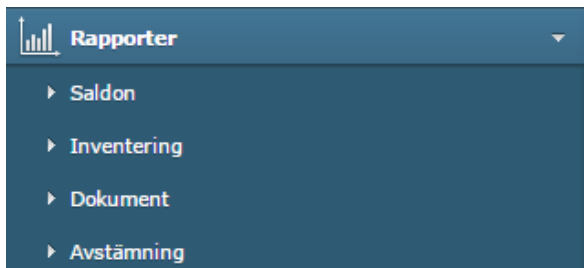 Rapporter
Saldon
Inventering
Dokument
Avstämning